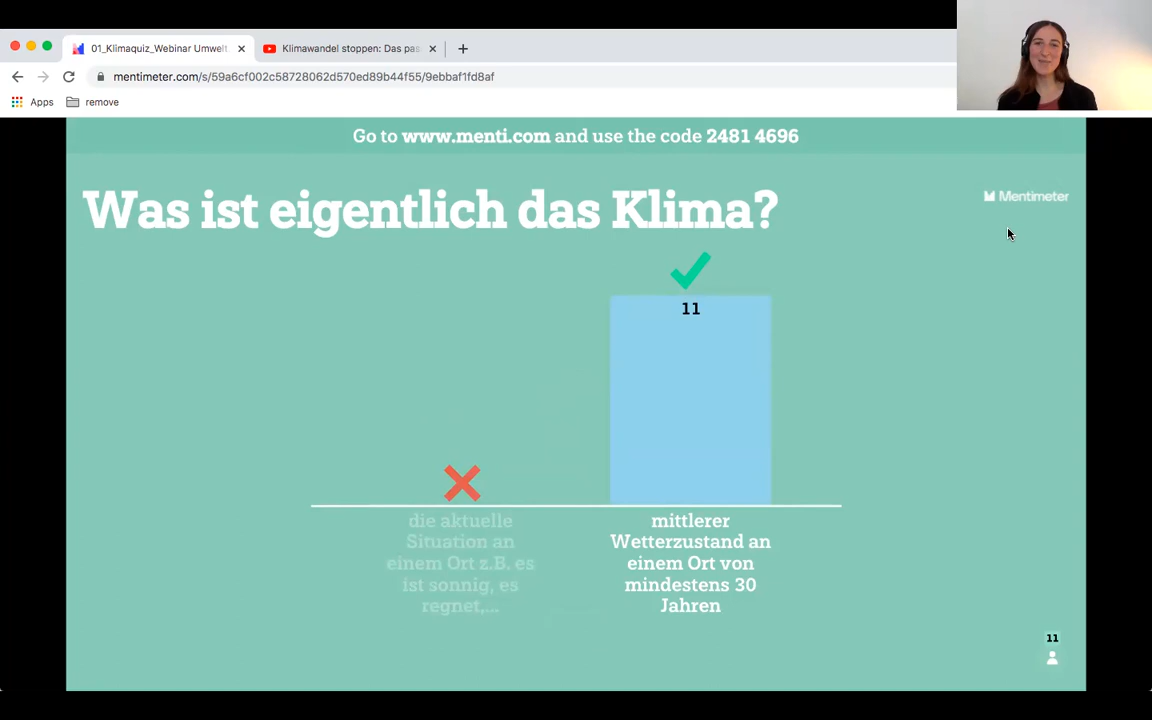 01_Klimaquiz_Webinar Umwelt
Klimawandel stoppen: Das pas
mentimeter.com/s/59a6cf002c58728062d570ed89b44f55/9ebbaf1fd8af
Apps
remove
Go to www.menti.com and use the code 2481 4696
Was ist eigentlich das Klima?
Mentimeter
11
die aktuelle
Situation an
einem Ort z.B. es
ist sonnig, es
regnet,...
mittlerer
Wetterzustand an
einem Ort von
mindestens 30
Jahren
11